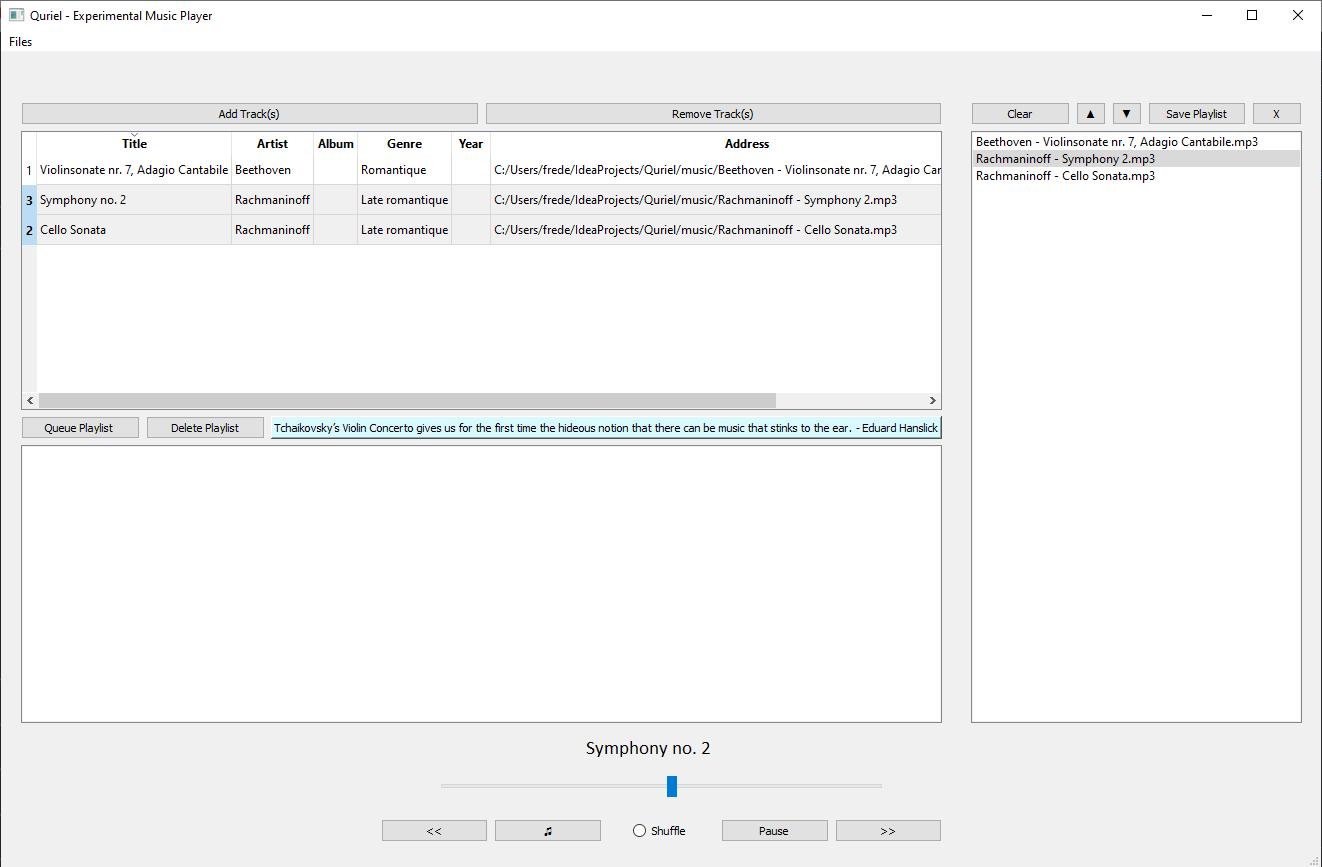 Quriel - Experimental Music Player
Files
Add Track(s) Remove Track(s) Clear ▲ ▼ Save Playlist X
Title Artist Album Genre Year Address
1 Violinsonate nr. 7, Adagio Cantabile Beethoven Romantique C:/Users/frede/IdeaProjects/Quriel/music/Beethoven - Violinsonate nr. 7, Adagio Car
3 Symphony no. 2 Rachmaninoff Late romantique C:/Users/frede/IdeaProjects/Quriel/music/Rachmaninoff - Symphony 2.mp3
2 Cello Sonata Rachmaninoff Late romantique C:/Users/frede/IdeaProjects/Quriel/music/Rachmaninoff - Cello Sonata.mp3
Beethoven - Violinsonate nr. 7, Adagio Cantabile.mp3
Rachmaninoff - Symphony 2.mp3
Rachmaninoff - Cello Sonata.mp3
Queue Playlist Delete Playlist Tchaikovsky's Violin Concerto gives us for the first time the hideous notion that there can be music that stinks to the ear. - Eduard Hanslick
Symphony no. 2
<< ♬ Shuffle Pause >>